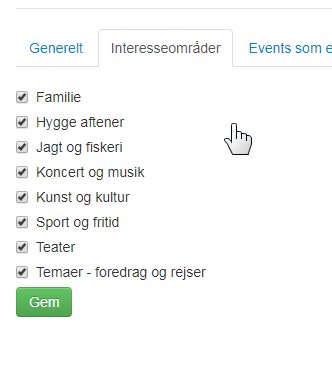 Generelt Interesseområder Events som e
Familie
Hygge aftener
Jagt og fiskeri
Koncert og musik
Kunst og kultur
Sport og fritid
Teater
Temaer - foredrag og rejser
Gem